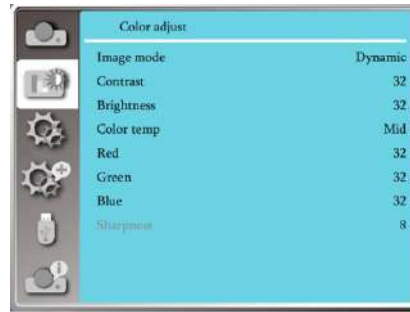 Color adjust
Image mode Dynamic
Contrast 32
Brightness 32
Color temp Mid
Red 32
Green 32
Blue 32
Sharpness 8